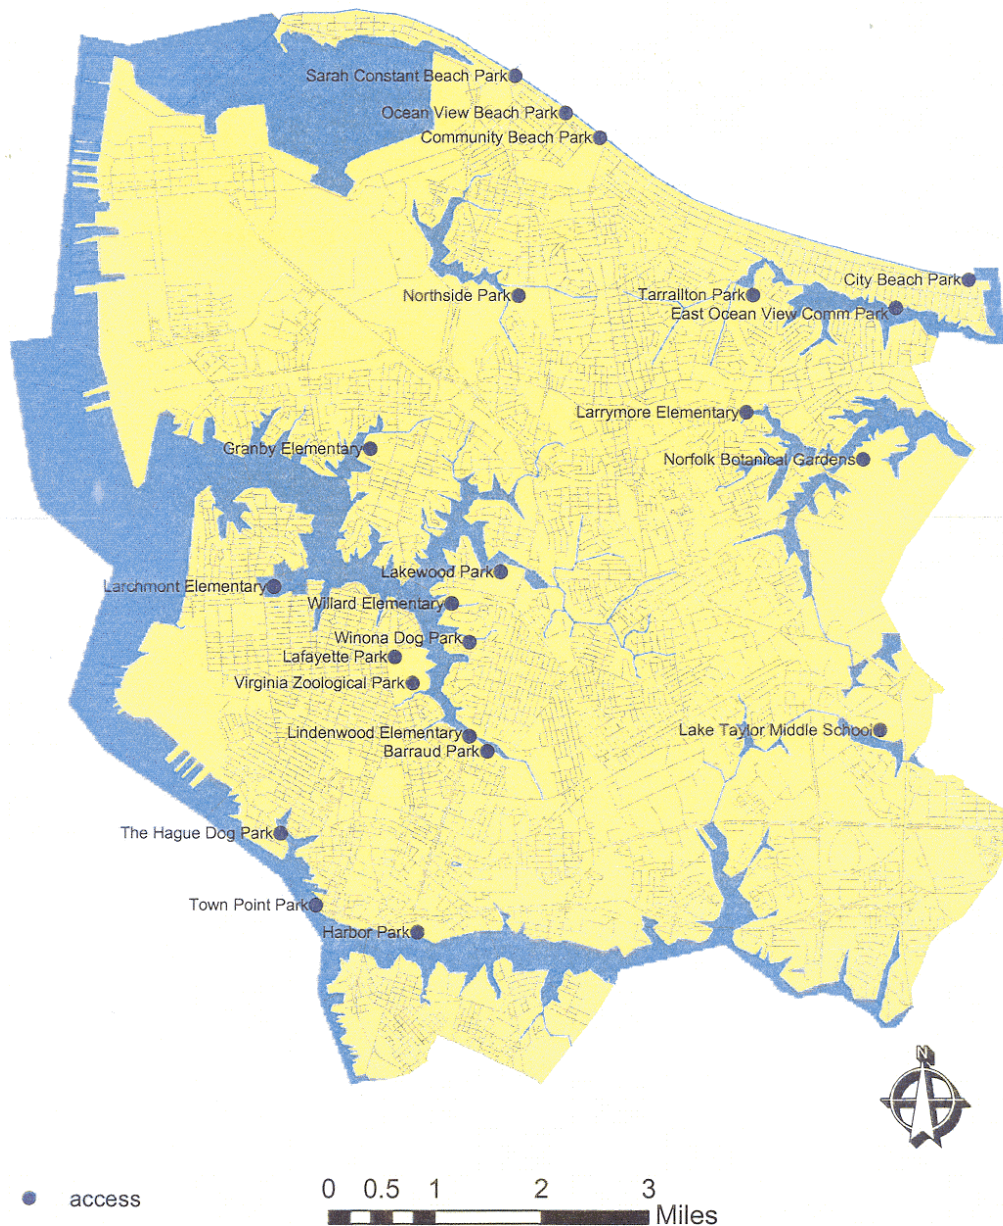 Sarah Constant Beach Park
Ocean View Beach Park
Community Beach Park
City Beach Park
Northside Park
Tarrallton Park
East Ocean View Comm Park
Larrymore Elementary
Granby Elementary
Norfolk Botanical Gardens
Lakewood Park
Larchmont Elementary
Willard Elementary
Winona Dog Park
Lafayette Park
Virginia Zoological Park
Lindenwood Elementary
Lake Taylor Middle School
Barraud Park
The Hague Dog Park
Town Point Park
Harbor Park
N
access
0 0.5 1 2 3
Miles